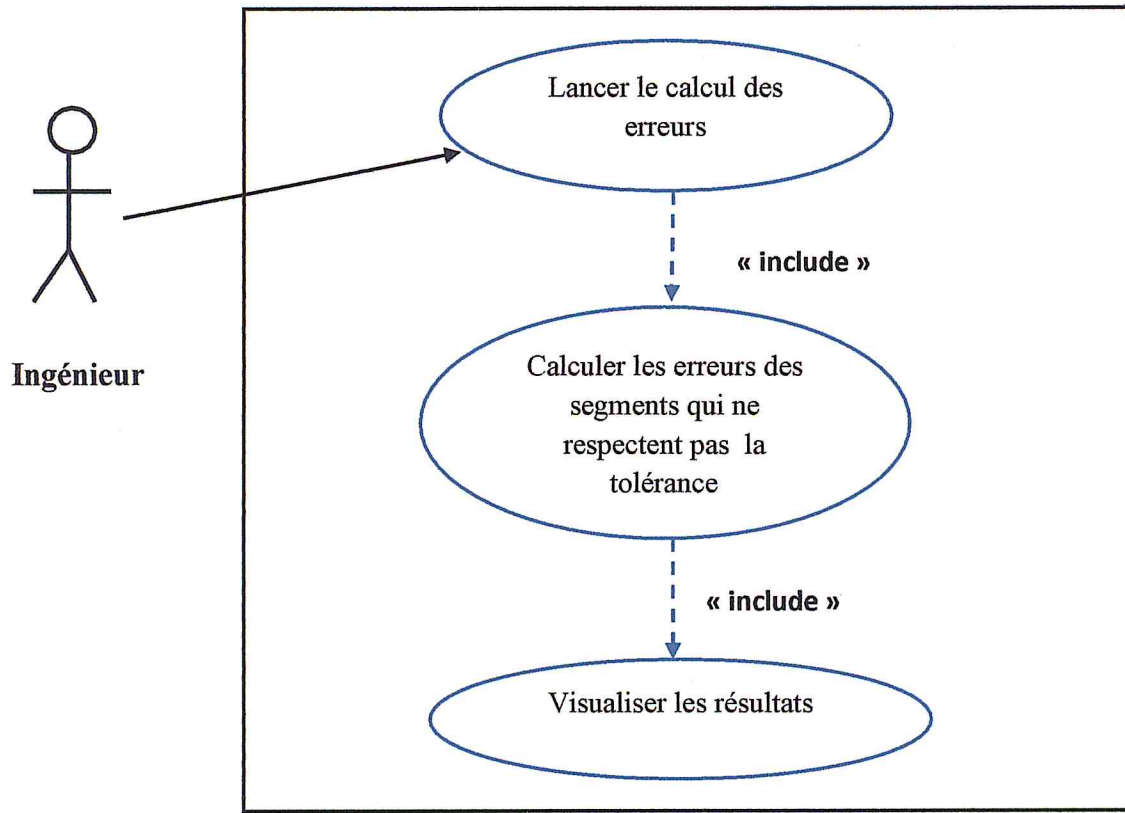 Lancer le calcul des
erreurs
« include »
Ingénieur
Calculer les erreurs des
segments qui ne
respectent pas la
tolérance
« include »
Visualiser les résultats